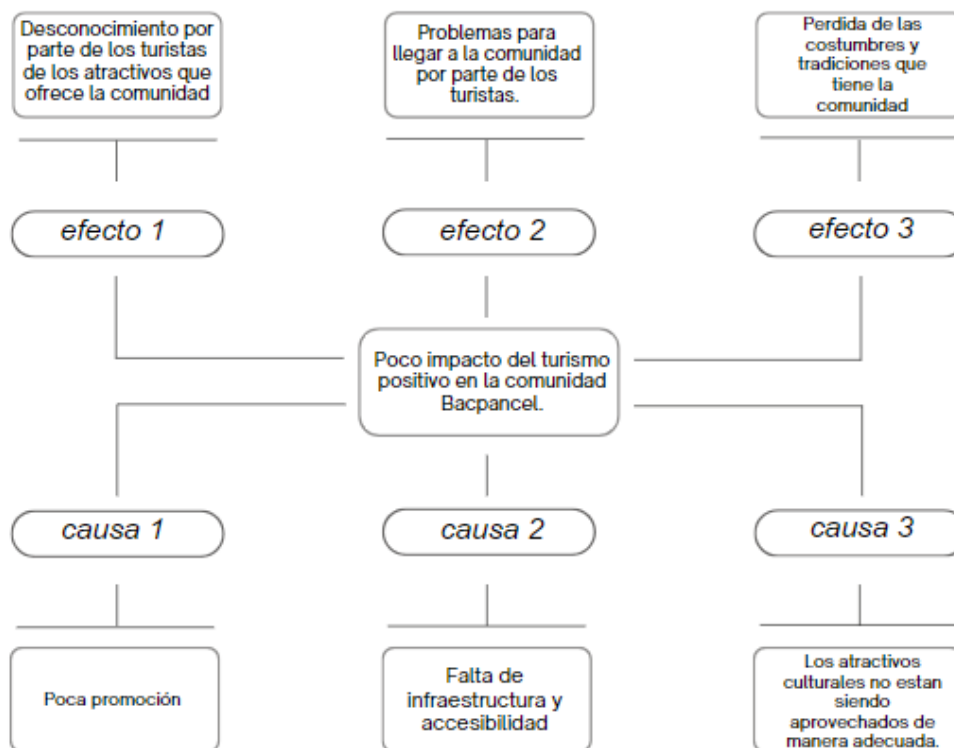 Desconocimiento por
parte de los turistas
de los atractivos que
ofrece la comunidad
Problemas para
llegar a la comunidad
por parte de los
turistas.
Perdida de las
costumbres y
tradiciones que
tiene la
comunidad
efecto 1
efecto 2
efecto 3
Poco impacto del turismo
positivo en la comunidad
Bacpancel.
causa 1
causa 2
causa 3
Poca promoción
Falta de
infraestructura y
accesibilidad
Los atractivos
culturales no estan
siendo
aprovechados de
manera adecuada.